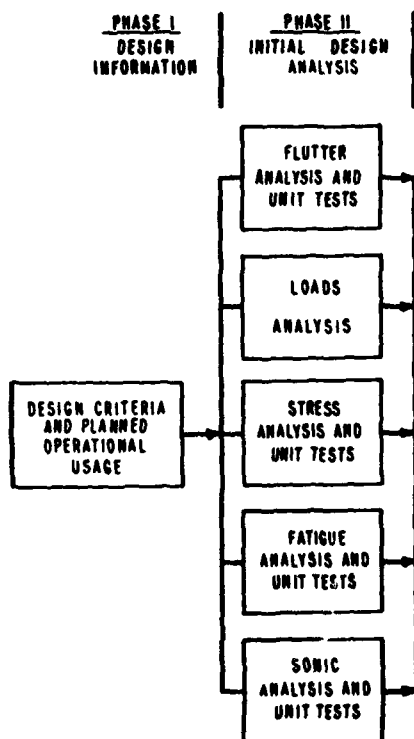 PHASE I
DESIGN
INFORMATION
PHASE II
INITIAL DESIGN
ANALYSIS
FLUTTER
ANALYSIS AND
UNIT TESTS
LOADS
ANALYSIS
DESIGN CRITERIA
AND PLANNED
OPERATIONAL
USAGE
STRESS
ANALYSIS AND
UNIT TESTS
FATIGUE
ANALYSIS AND
UNIT TESTS
SONIC
ANALYSIS AND
UNIT TESTS